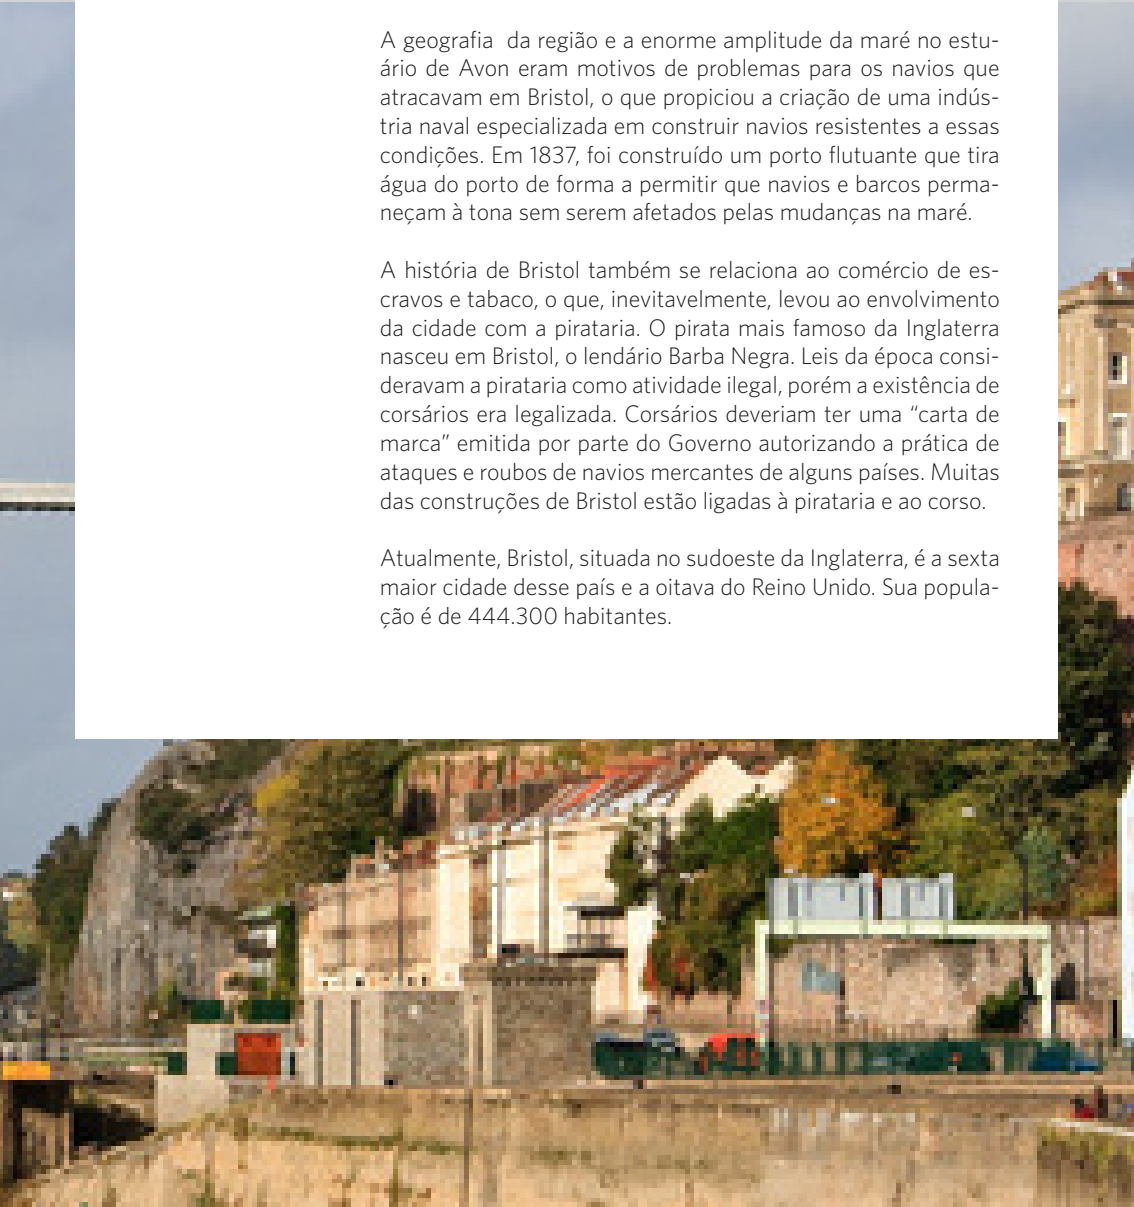 A geografia  da região e a enorme amplitude da maré no estu-
ário de Avon eram motivos de problemas para os navios que
atracavam em Bristol, o que propiciou a criação de uma indús-
tria naval especializada em construir navios resistentes a essas
condições. Em 1837, foi construído um porto flutuante que tira
água do porto de forma a permitir que navios e barcos perma-
neçam à tona sem serem afetados pelas mudanças na maré.
A história de Bristol também se relaciona ao comércio de es-
cravos e tabaco, o que, inevitavelmente, levou ao envolvimento
da cidade com a pirataria. O pirata mais famoso da Inglaterra
nasceu em Bristol, o lendário Barba Negra. Leis da época consi-
deravam a pirataria como atividade ilegal, porém a existência de
corsários era legalizada. Corsários deveriam ter uma “carta de
marca” emitida por parte do Governo autorizando a prática de
ataques e roubos de navios mercantes de alguns países. Muitas
das construções de Bristol estão ligadas à pirataria e ao corso.
Atualmente, Bristol, situada no sudoeste da Inglaterra, é a sexta
maior cidade desse país e a oitava do Reino Unido. Sua popula-
ção é de 444.300 habitantes.